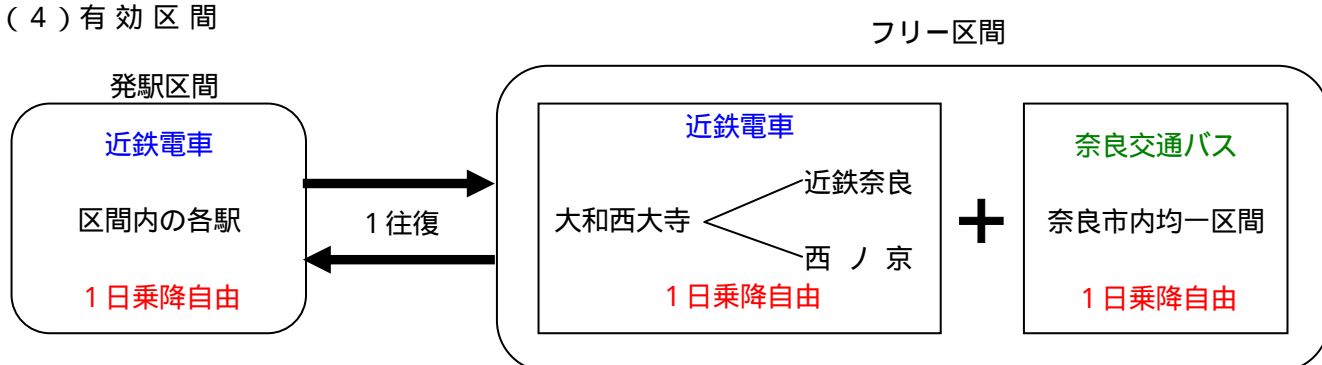 (4)有効区間
フリー区間
発駅区間
近鉄電車
区間内の各駅
1日乗降自由
1往復
近鉄電車
大和西大寺
近鉄奈良
西ノ京
1日乗降自由
+
奈良交通バス
奈良市内均一区間
1日乗降自由